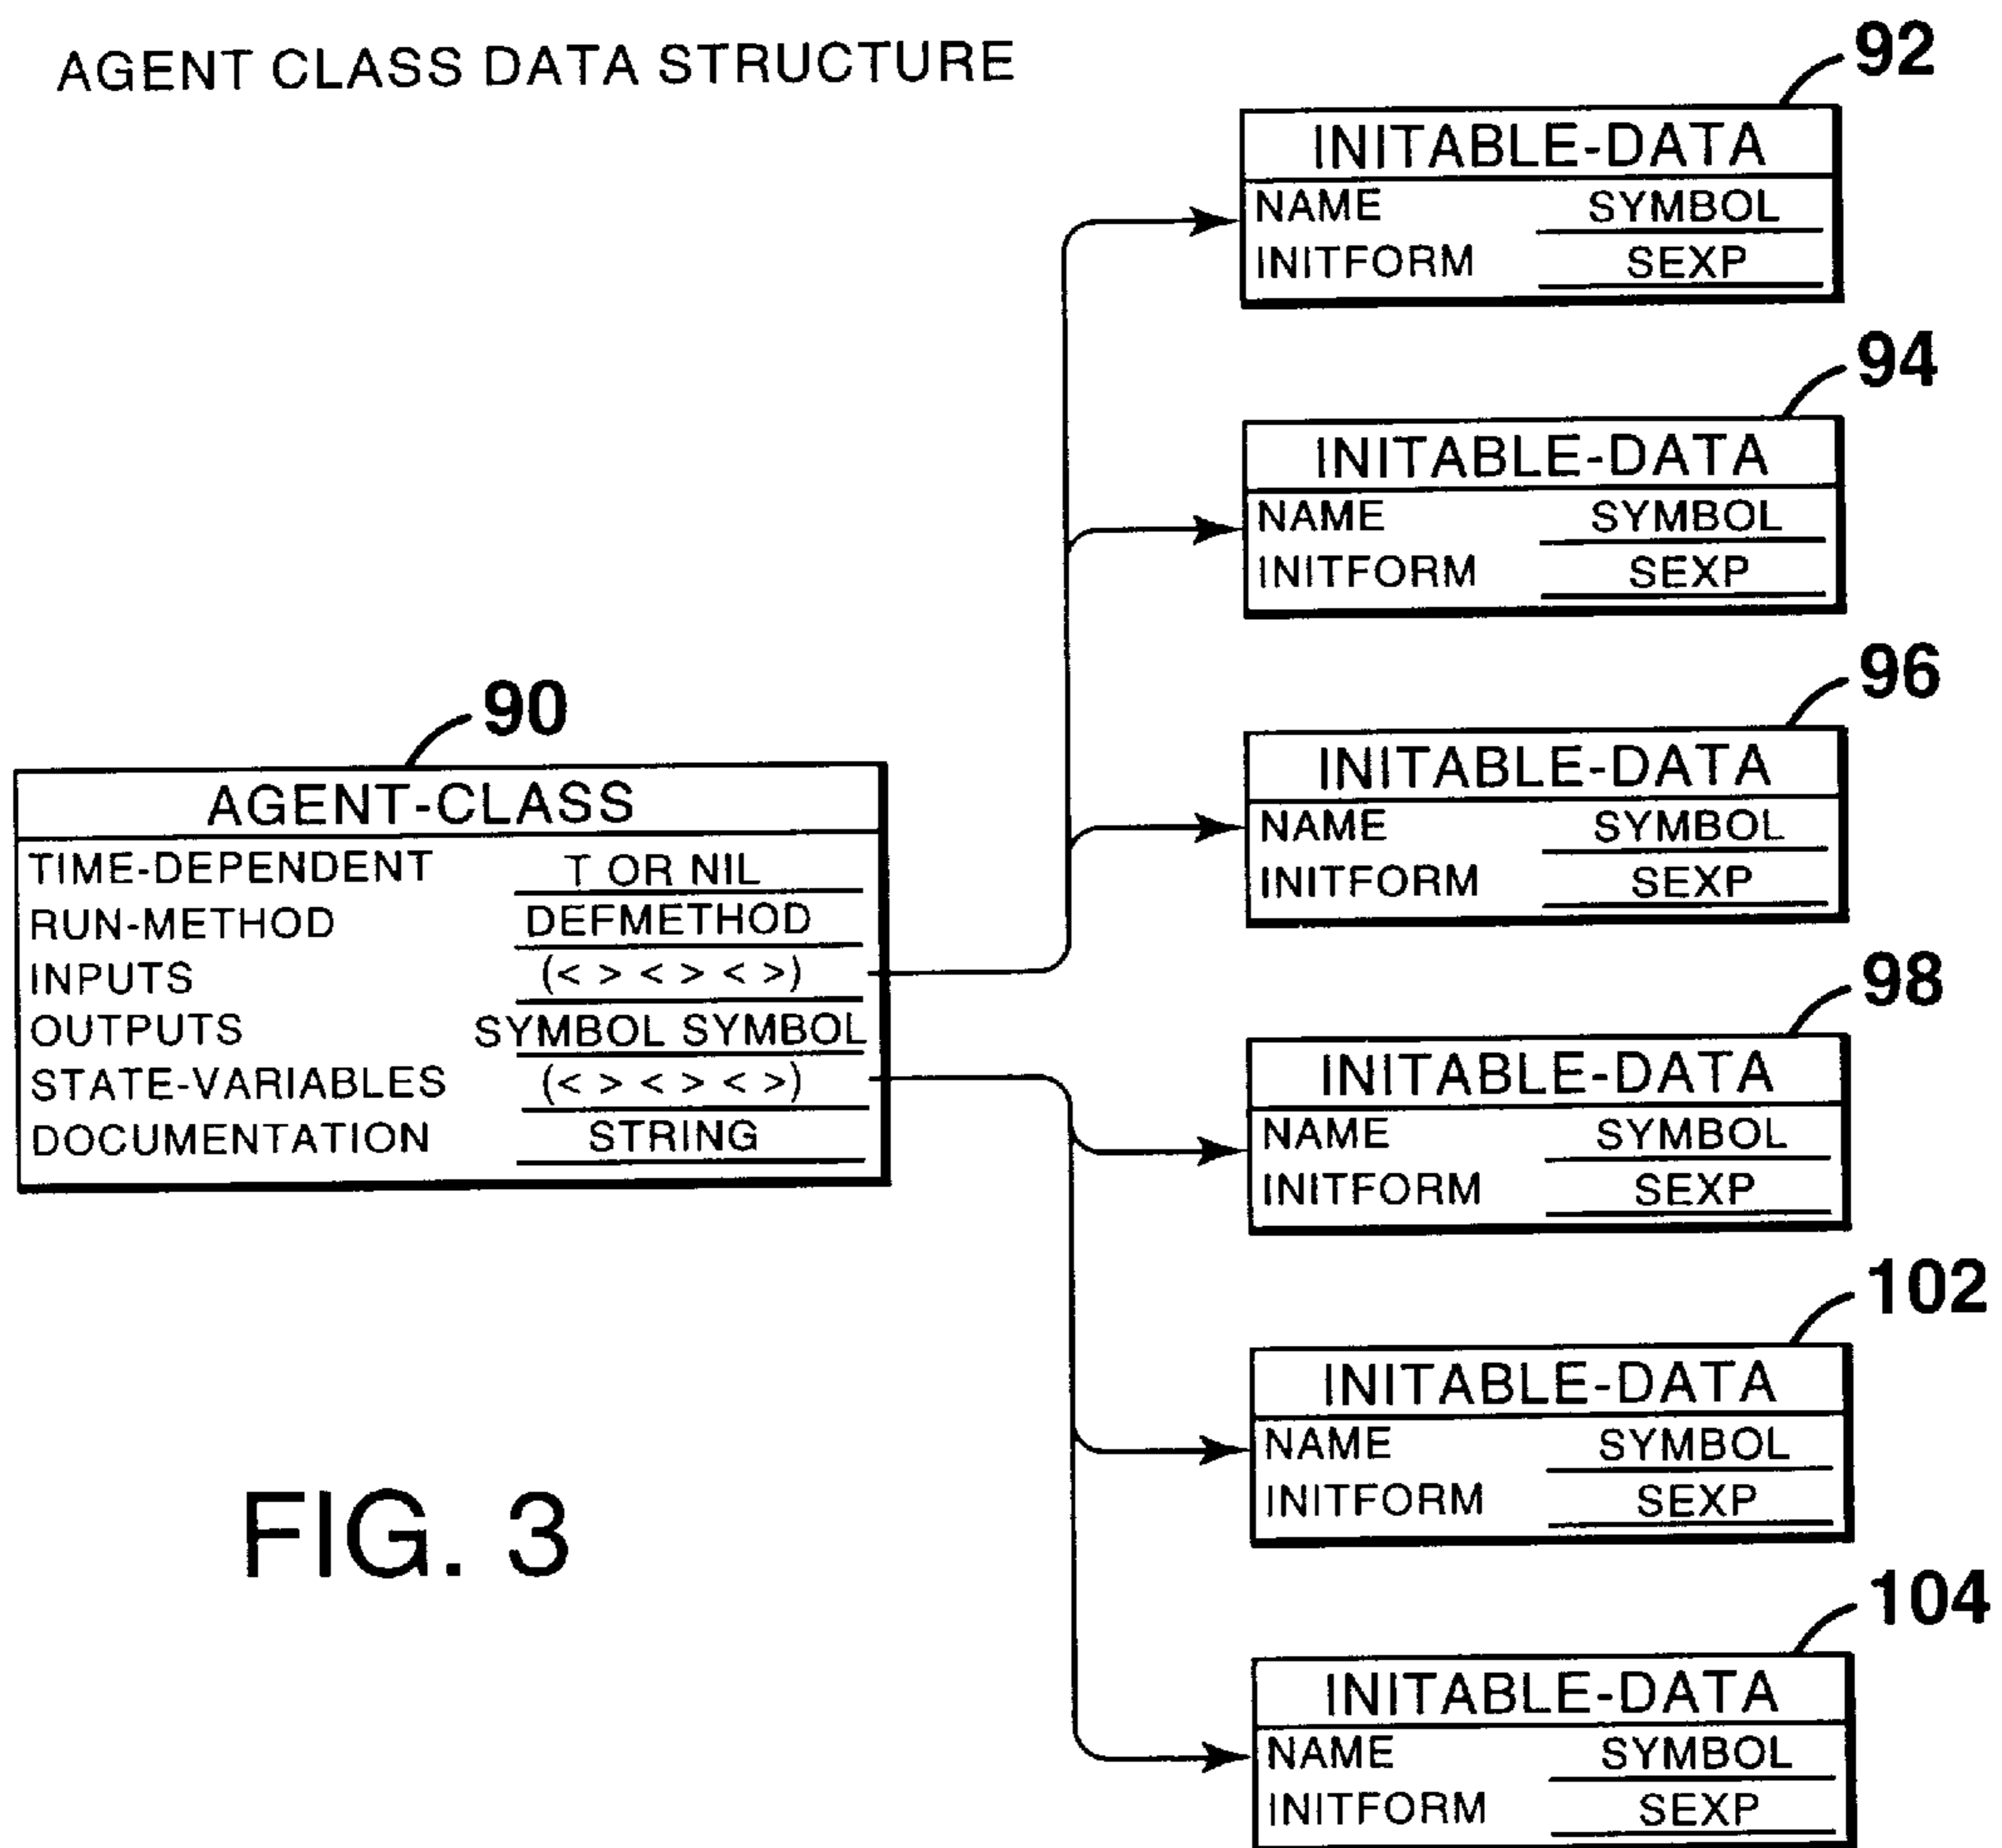 AGENT CLASS DATA STRUCTURE
92
INITABLE-DATA
NAME SYMBOL
INITFORM SEXP
94
INITABLE-DATA
NAME SYMBOL
INITFORM SEXP
96
INITABLE-DATA
NAME SYMBOL
INITFORM SEXP
90
AGENT-CLASS
TIME-DEPENDENT T OR NIL
RUN-METHOD DEFMETHOD
INPUTS (< > < > < >)
OUTPUTS SYMBOL SYMBOL
STATE-VARIABLES (< > < > < >)
DOCUMENTATION STRING
98
INITABLE-DATA
NAME SYMBOL
INITFORM SEXP
102
INITABLE-DATA
NAME SYMBOL
INITFORM SEXP
104
INITABLE-DATA
NAME SYMBOL
INITFORM SEXP
FIG. 3